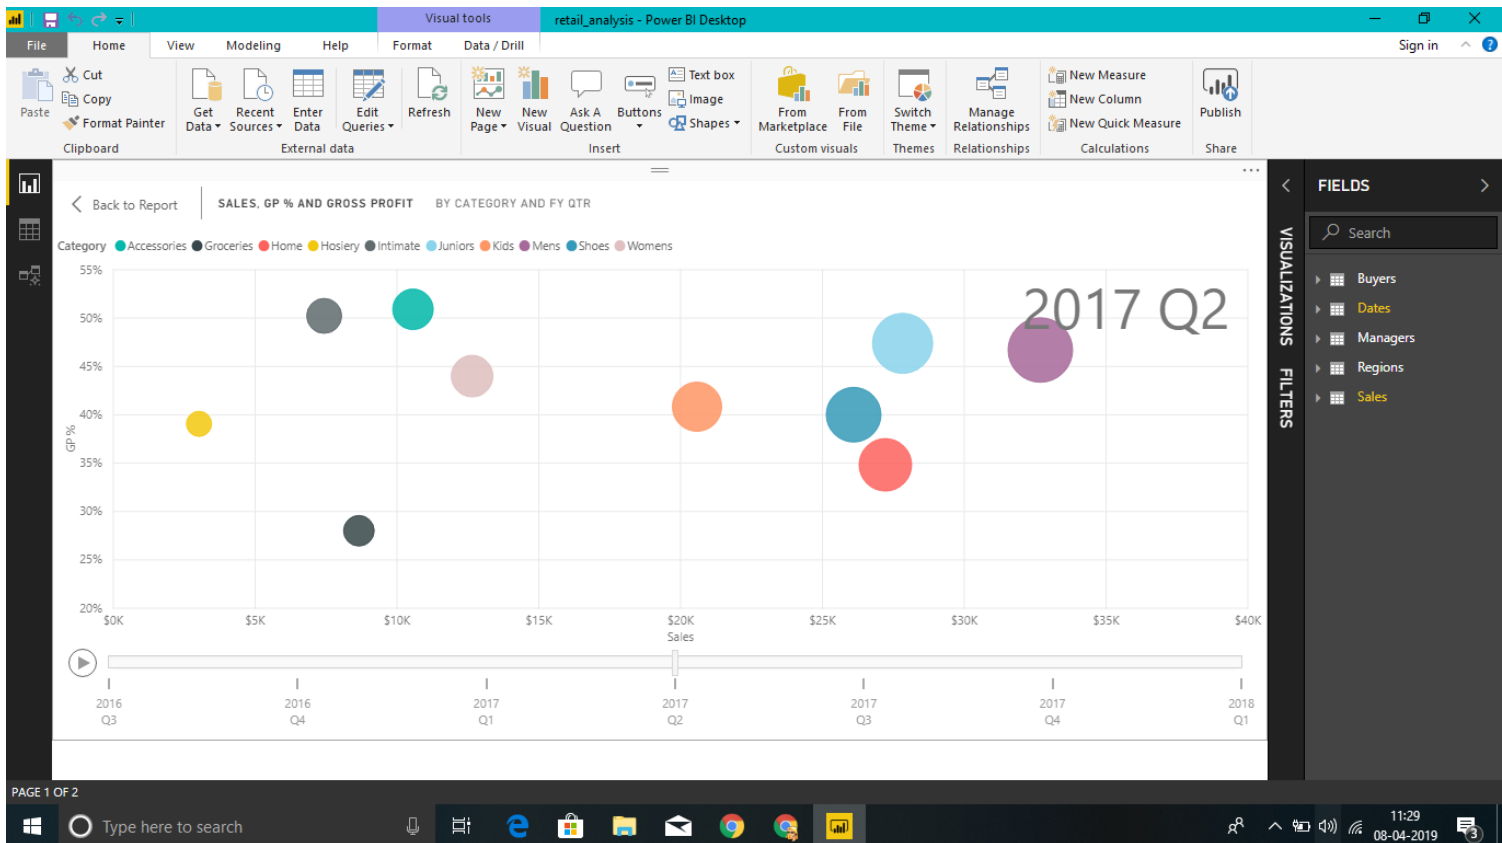 Visual tools
retail_analysis - Power BI Desktop
File Home View Modeling Help Format Data / Drill Sign in ?
Paste
Cut
Copy
Format Painter
Clipboard
Get Data
Recent Sources
Enter Data
Edit Queries
Refresh
External data
New Page
New Visual
Ask A Question
Buttons
Text box
Image
Shapes
Insert
From Marketplace
From File
Custom visuals
Switch Theme
Themes
Manage Relationships
Relationships
New Measure
New Column
New Quick Measure
Calculations
Publish
Share
Back to Report
SALES, GP % AND GROSS PROFIT BY CATEGORY AND FY QTR
Category Accessories Groceries Home Hosiery Intimate Juniors Kids Mens Shoes Womens
2017 Q2
55%
50%
45%
40%
35%
30%
25%
20%
GP %
$0K $5K $10K $15K $20K $25K $30K $35K $40K
Sales
2016 Q3
2016 Q4
2017 Q1
2017 Q2
2017 Q3
2017 Q4
2018 Q1
VISUALIZATIONS
FILTERS
FIELDS
Search
Buyers
Dates
Managers
Regions
Sales
PAGE 1 OF 2
Type here to search
11:29
08-04-2019
3